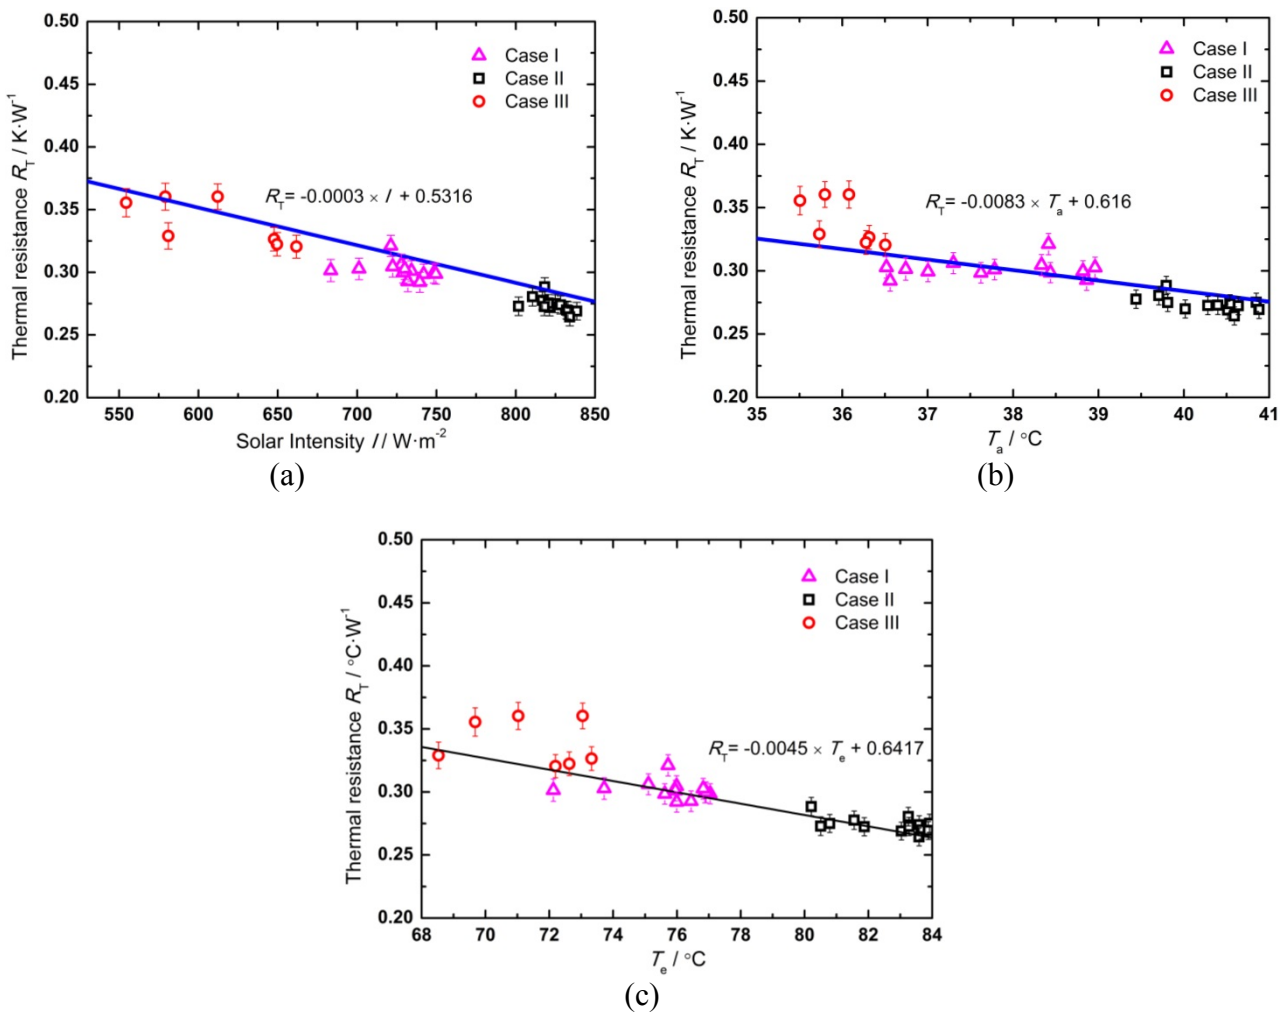 0.50
0.45
0.40
0.35
0.30
0.25
0.20
Thermal resistance R_T / K·W⁻¹
Case I
Case II
Case III
R_T= -0.0003 × I + 0.5316
550 600 650 700 750 800 850
Solar Intensity I / / W·m⁻²
(a)
0.50
0.45
0.40
0.35
0.30
0.25
0.20
Thermal resistance R_T / K·W⁻¹
Case I
Case II
Case III
R_T= -0.0083 × T_a + 0.616
35 36 37 38 39 40 41
T_a / °C
(b)
0.50
0.45
0.40
0.35
0.30
0.25
0.20
Thermal resistance R_T / °C·W⁻¹
Case I
Case II
Case III
R_T= -0.0045 × T_e + 0.6417
68 70 72 74 76 78 80 82 84
T_e / °C
(c)